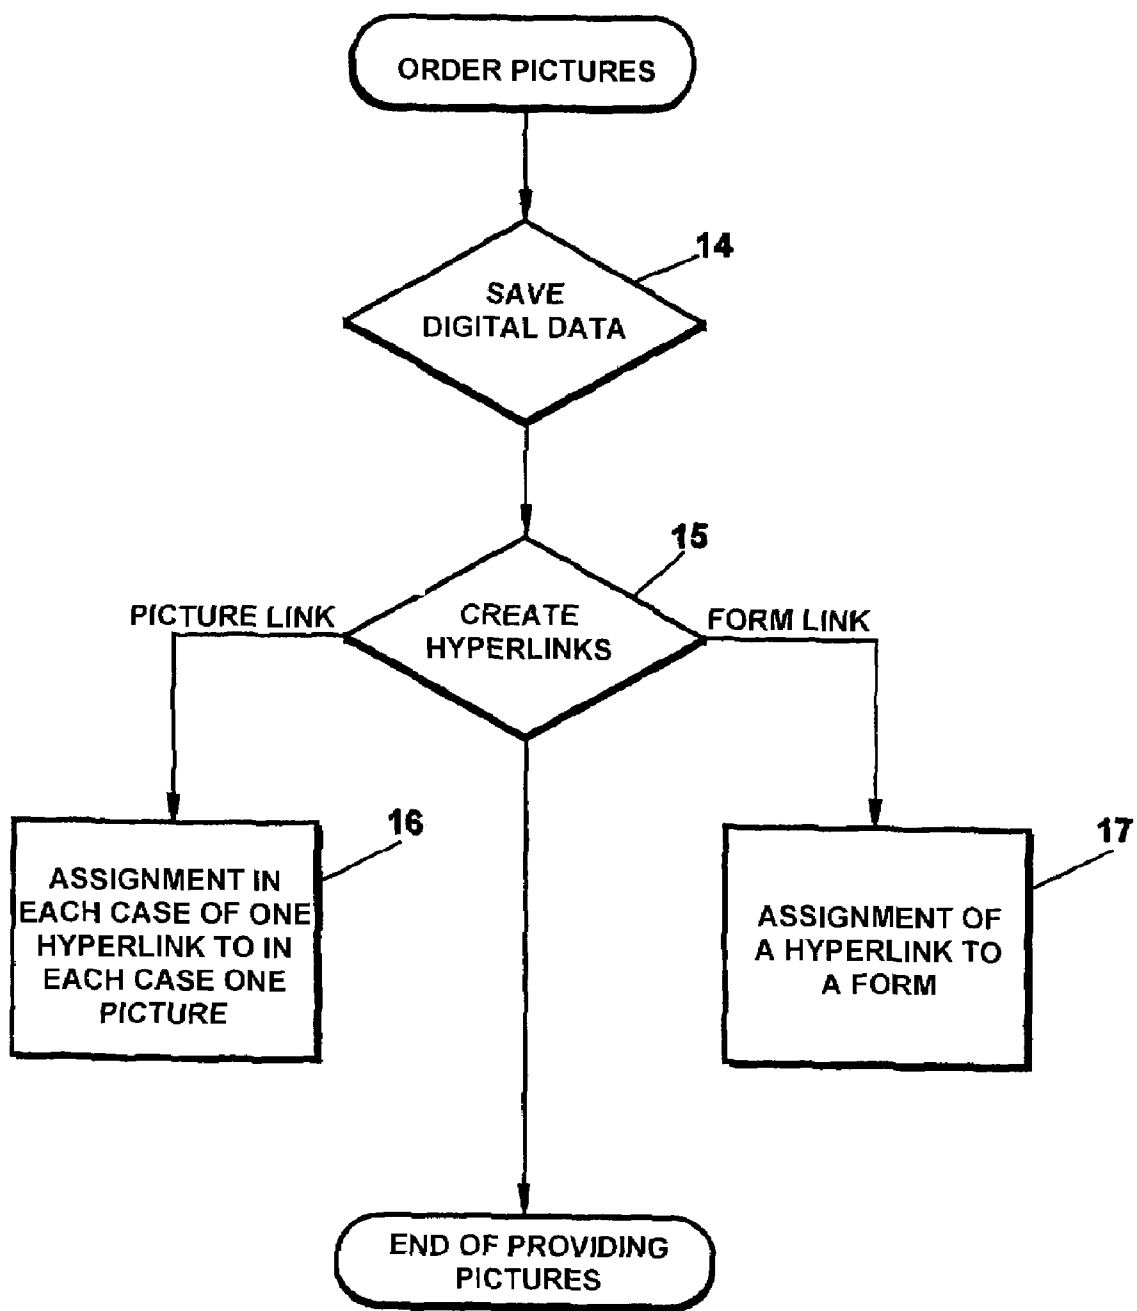 ORDER PICTURES
14
SAVE
DIGITAL DATA
15
PICTURE LINK
CREATE
HYPERLINKS
FORM LINK
16
ASSIGNMENT IN
EACH CASE OF ONE
HYPERLINK TO IN
EACH CASE ONE
PICTURE
17
ASSIGNMENT OF
A HYPERLINK TO
A FORM
END OF PROVIDING
PICTURES